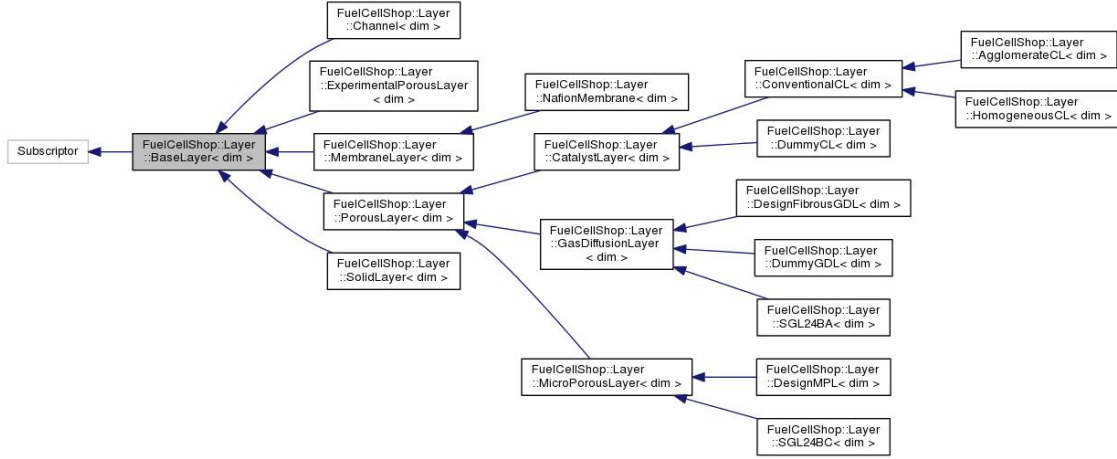 Subscriptor
FuelCellShop::Layer
::BaseLayer< dim >
FuelCellShop::Layer
::Channel< dim >
FuelCellShop::Layer
::ExperimentalPorousLayer
< dim >
FuelCellShop::Layer
::MembraneLayer< dim >
FuelCellShop::Layer
::PorousLayer< dim >
FuelCellShop::Layer
::SolidLayer< dim >
FuelCellShop::Layer
::NafionMembrane< dim >
FuelCellShop::Layer
::CatalystLayer< dim >
FuelCellShop::Layer
::GasDiffusionLayer
< dim >
FuelCellShop::Layer
::MicroPorousLayer< dim >
FuelCellShop::Layer
::ConventionalCL< dim >
FuelCellShop::Layer
::DummyCL< dim >
FuelCellShop::Layer
::DesignFibrousGDL< dim >
FuelCellShop::Layer
::DummyGDL< dim >
FuelCellShop::Layer
::SGL24BA< dim >
FuelCellShop::Layer
::DesignMPL< dim >
FuelCellShop::Layer
::SGL24BC< dim >
FuelCellShop::Layer
::AgglomerateCL< dim >
FuelCellShop::Layer
::HomogeneousCL< dim >